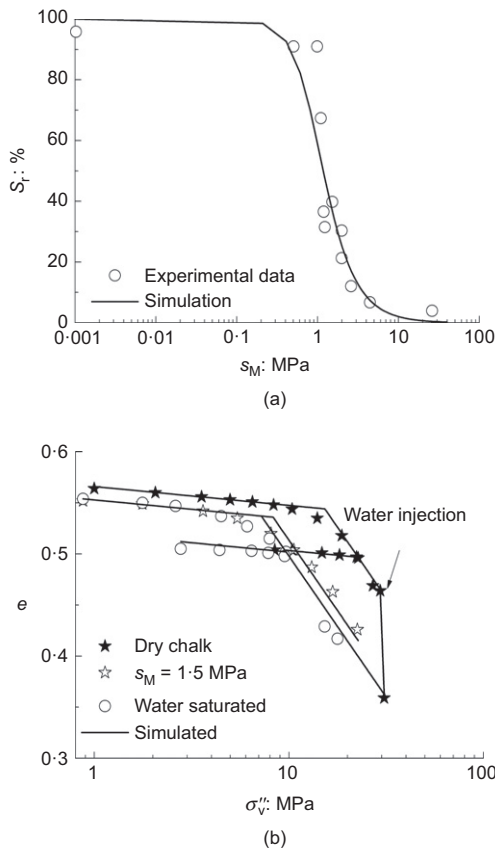 100
80
60
40
20
0
Sr: %
Experimental data
Simulation
0·001
0·01
0·1
1
10
100
sM: MPa
(a)
0·6
0·5
0·4
0·3
e
Water injection
Dry chalk
sM = 1·5 MPa
Water saturated
Simulated
1
10
100
σ″v: MPa
(b)